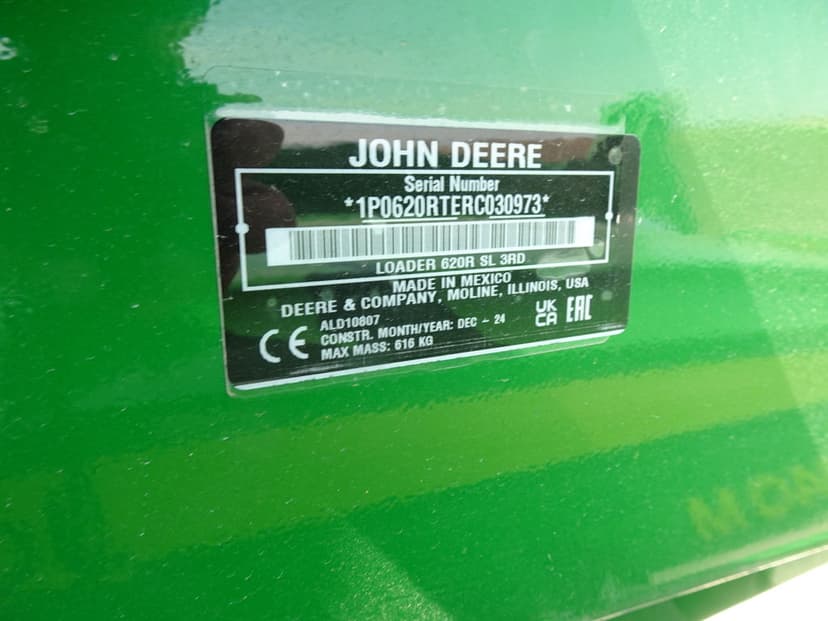 JOHN DEERE
Serial Number
*1P0620RTERC030973*
LOADER 620R SL 3RD
MADE IN MEXICO
DEERE & COMPANY, MOLINE, ILLINOIS, USA
ALD10807
CONSTR. MONTH/YEAR: DEC - 24
MAX MASS: 616 KG
CE
UK
CA
EAC